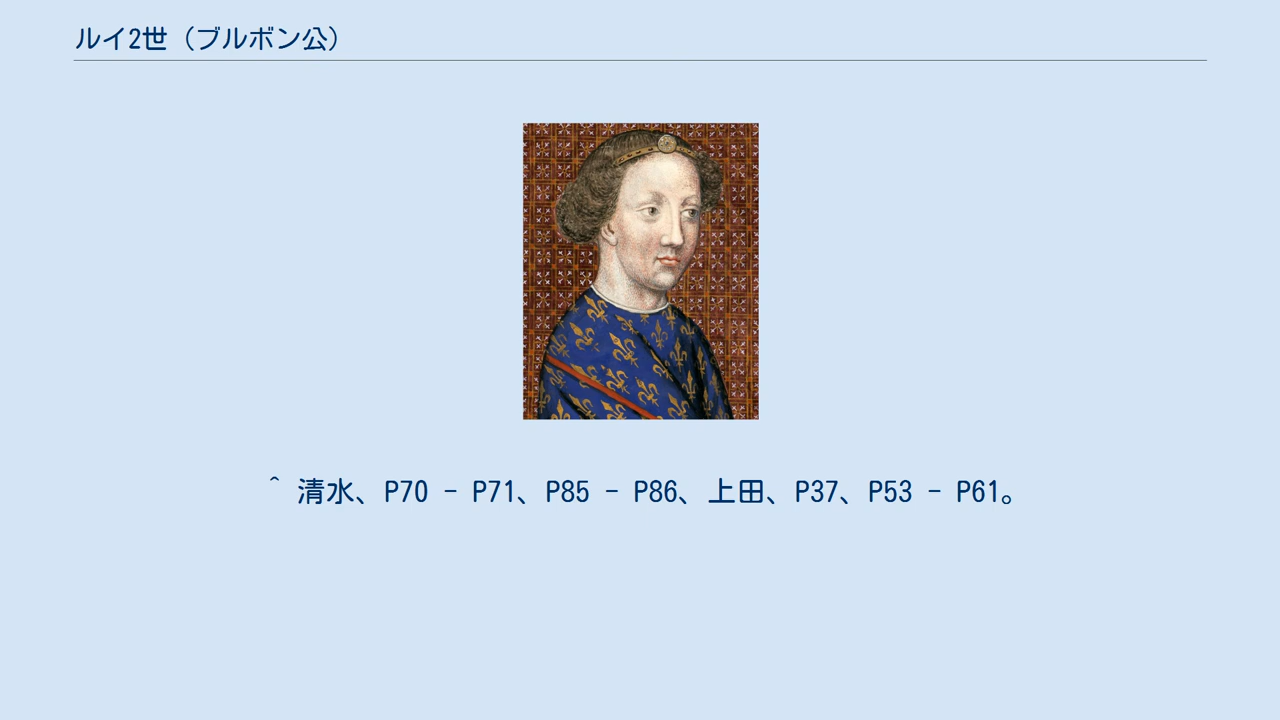 ルイ2世（ブルボン公）
^ 清水、P70 - P71、P85 - P86、上田、P37、P53 - P61。